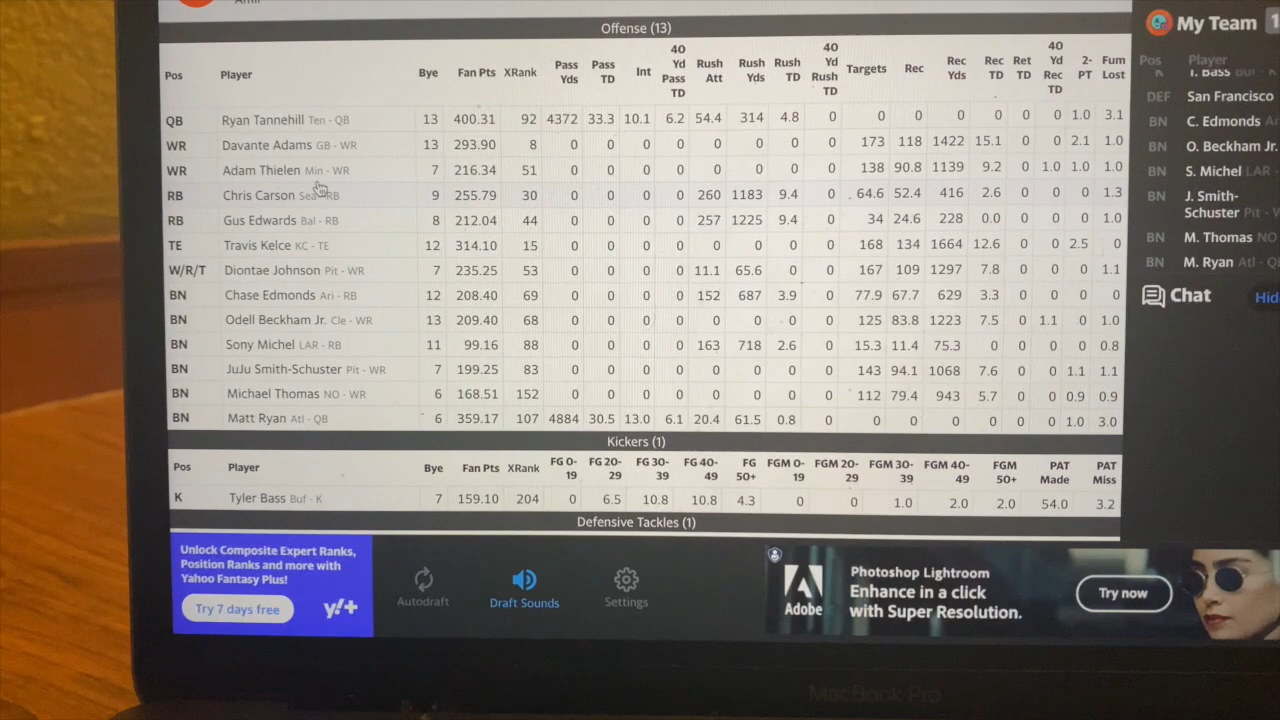 Offense (13)
Pos Player Bye Fan Pts XRank Pass Yds Pass TD Int 40 Yd Pass TD Rush Att Rush Yds Rush TD 40 Yd Rush TD Targets Rec Rec Yds Rec TD Ret TD 40 Yd Rec TD 2-PT Fum Lost
QB Ryan Tannehill Ten - QB 13 400.31 92 4372 33.3 10.1 6.2 54.4 314 4.8 0 0 0 0 0 0 0 1.0 3.1
WR Davante Adams GB - WR 13 293.90 8 0 0 0 0 0 0 0 0 173 118 1422 15.1 0 0 2.1 1.0
WR Adam Thielen Min - WR 7 216.34 51 0 0 0 0 0 0 0 0 138 90.8 1139 9.2 0 1.0 1.0 1.0
RB Chris Carson Sea - RB 9 255.79 30 0 0 0 0 260 1183 9.4 0 64.6 52.4 416 2.6 0 0 0 1.3
RB Gus Edwards Bal - RB 8 212.04 44 0 0 0 0 257 1225 9.4 0 34 24.6 228 0.0 0 0 0 1.0
TE Travis Kelce KC - TE 12 314.10 15 0 0 0 0 0 0 0 0 168 134 1664 12.6 0 0 2.5 0
W/R/T Diontae Johnson Pit - WR 7 235.25 53 0 0 0 0 11.1 65.6 0 0 167 109 1297 7.8 0 0 0 1.1
BN Chase Edmonds Ari - RB 12 208.40 69 0 0 0 0 152 687 3.9 0 77.9 67.7 629 3.3 0 0 0 0
BN Odell Beckham Jr. Cle - WR 13 209.40 68 0 0 0 0 0 0 0 0 125 83.8 1223 7.5 0 1.1 0 1.0
BN Sony Michel LAR - RB 11 99.16 88 0 0 0 0 163 718 2.6 0 15.3 11.4 75.3 0 0 0 0 0.8
BN JuJu Smith-Schuster Pit - WR 7 199.25 83 0 0 0 0 0 0 0 0 143 94.1 1068 7.6 0 0 1.1 1.1
BN Michael Thomas NO - WR 6 168.51 152 0 0 0 0 0 0 0 0 112 79.4 943 5.7 0 0 0.9 0.9
BN Matt Ryan Atl - QB 6 359.17 107 4884 30.5 13.0 6.1 20.4 61.5 0.8 0 0 0 0 0 0 0 1.0 3.0
Kickers (1)
Pos Player Bye Fan Pts XRank FG 0-19 FG 20-29 FG 30-39 FG 40-49 FG 50+ FGM 0-19 FGM 20-29 FGM 30-39 FGM 40-49 FGM 50+ PAT Made PAT Miss
K Tyler Bass Buf - K 7 159.10 204 0 6.5 10.8 10.8 4.3 0 0 1.0 2.0 2.0 54.0 3.2
Defensive Tackles (1)
My Team
Pos Player
K T. Bass Buf - K
DEF San Francisco
BN C. Edmonds
BN O. Beckham Jr.
BN S. Michel LAR -
BN J. Smith-
Schuster Pit -
BN M. Thomas NO
BN M. Ryan Atl -
Chat
Unlock Composite Expert Ranks,
Position Ranks and more with
Yahoo Fantasy Plus!
Try 7 days free
y!+
Autodraft
Draft Sounds
Settings
Adobe
Photoshop Lightroom
Enhance in a click
with Super Resolution.
Try now
MacBook Pro